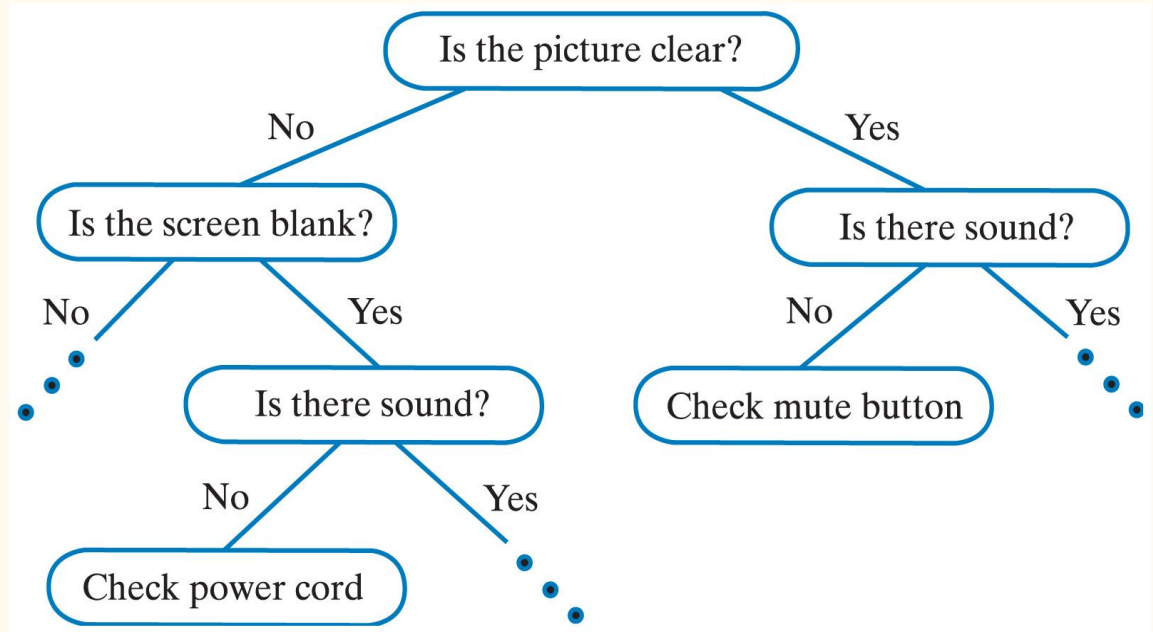 Is the picture clear?
No
Yes
Is the screen blank?
Is there sound?
No
Yes
No
Yes
Is there sound?
Check mute button
No
Yes
Check power cord